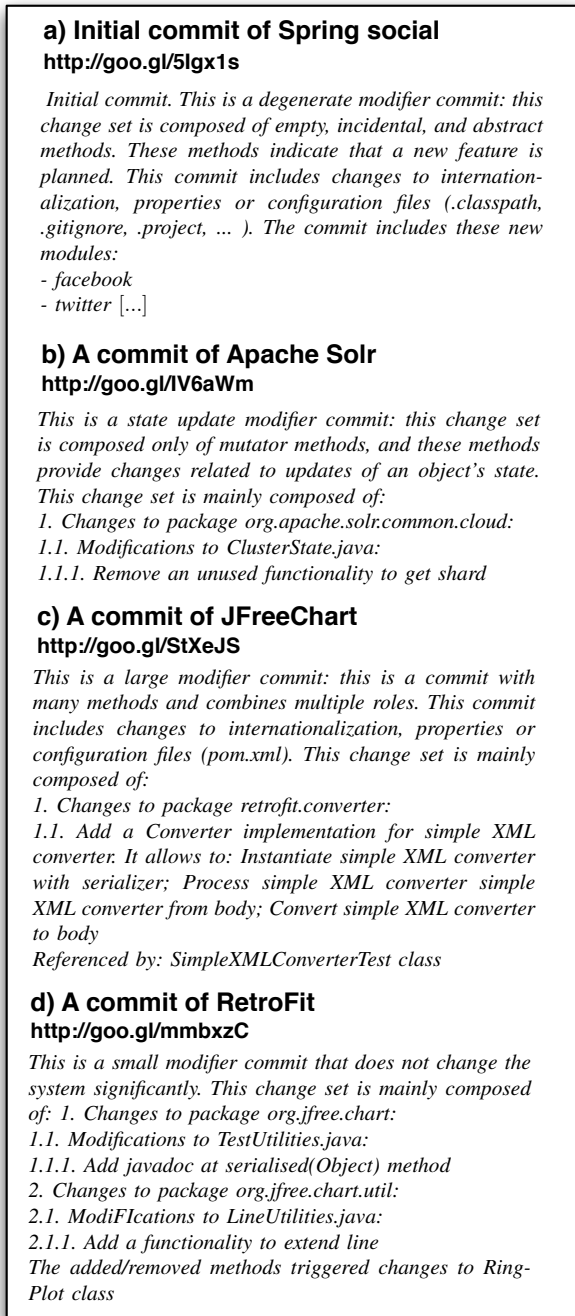 a) Initial commit of Spring social
http://goo.gl/5Igx1s
Initial commit. This is a degenerate modifier commit: this
change set is composed of empty, incidental, and abstract
methods. These methods indicate that a new feature is
planned. This commit includes changes to internation-
alization, properties or configuration files (.classpath,
.gitignore, .project, ... ). The commit includes these new
modules:
- facebook
- twitter [...]
b) A commit of Apache Solr
http://goo.gl/IV6aWm
This is a state update modifier commit: this change set
is composed only of mutator methods, and these methods
provide changes related to updates of an object's state.
This change set is mainly composed of:
1. Changes to package org.apache.solr.common.cloud:
1.1. Modifications to ClusterState.java:
1.1.1. Remove an unused functionality to get shard
c) A commit of JFreeChart
http://goo.gl/StXeJS
This is a large modifier commit: this is a commit with
many methods and combines multiple roles. This commit
includes changes to internationalization, properties or
configuration files (pom.xml). This change set is mainly
composed of:
1. Changes to package retrofit.converter:
1.1. Add a Converter implementation for simple XML
converter. It allows to: Instantiate simple XML converter
with serializer; Process simple XML converter simple
XML converter from body; Convert simple XML converter
to body
Referenced by: SimpleXMLConverterTest class
d) A commit of RetroFit
http://goo.gl/mmbxzC
This is a small modifier commit that does not change the
system significantly. This change set is mainly composed
of: 1. Changes to package org.jfree.chart:
1.1. Modifications to TestUtilities.java:
1.1.1. Add javadoc at serialised(Object) method
2. Changes to package org.jfree.chart.util:
2.1. ModiFIcations to LineUtilities.java:
2.1.1. Add a functionality to extend line
The added/removed methods triggered changes to Ring-
Plot class